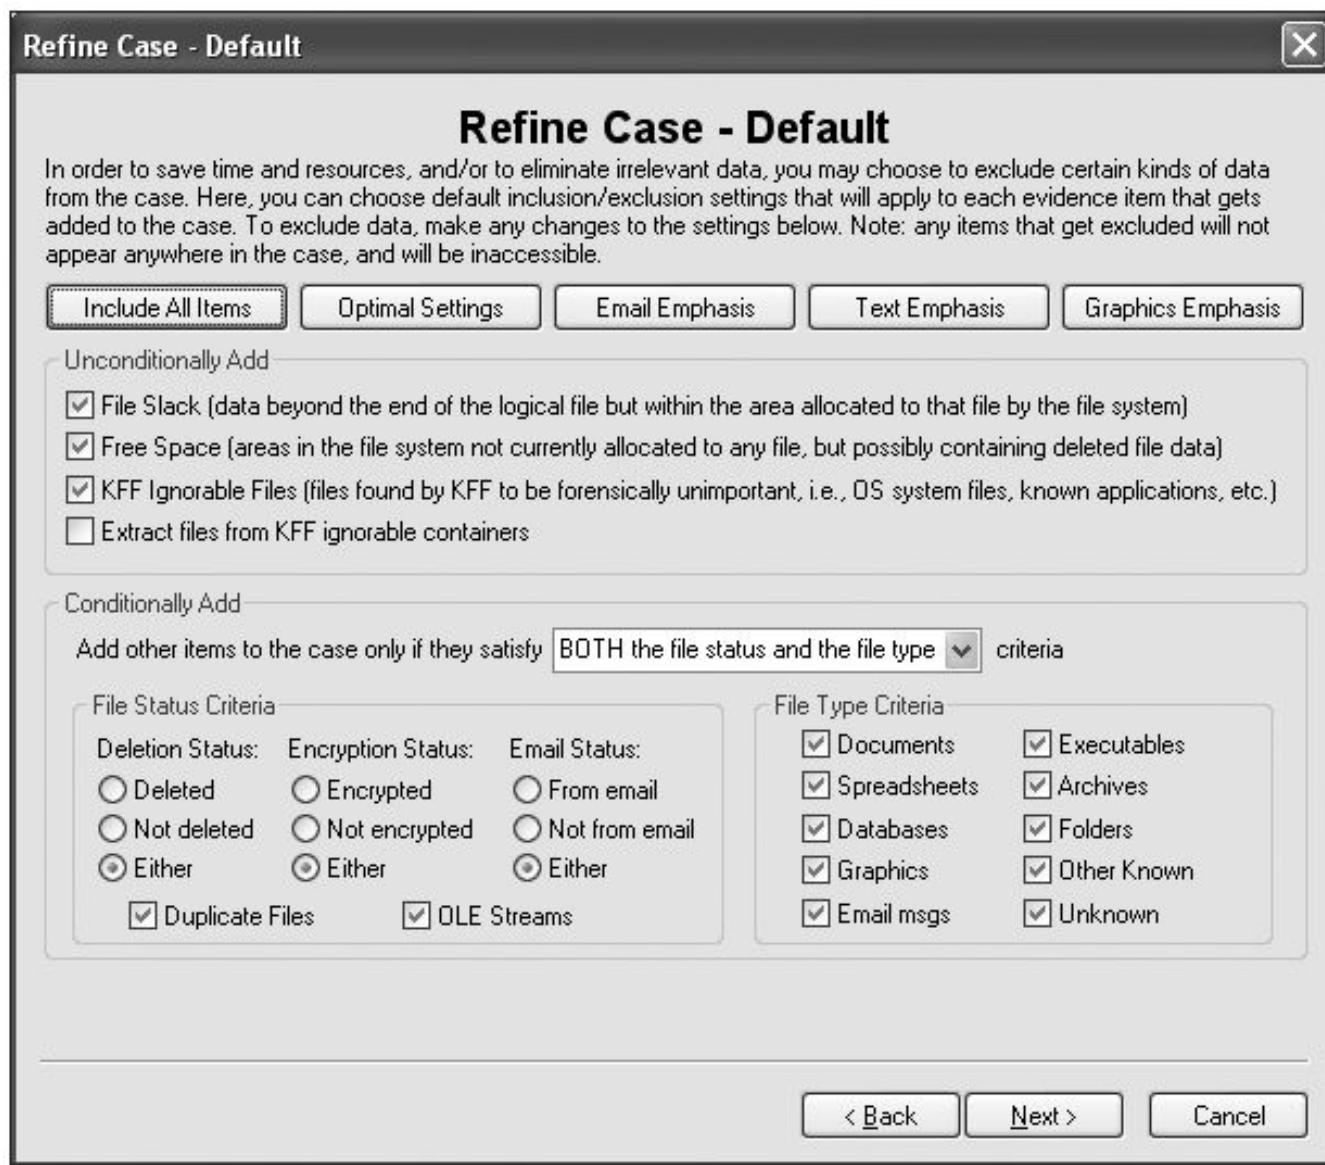 Refine Case - Default
Refine Case - Default
In order to save time and resources, and/or to eliminate irrelevant data, you may choose to exclude certain kinds of data
from the case. Here, you can choose default inclusion/exclusion settings that will apply to each evidence item that gets
added to the case. To exclude data, make any changes to the settings below. Note: any items that get excluded will not
appear anywhere in the case, and will be inaccessible.
Include All Items Optimal Settings Email Emphasis Text Emphasis Graphics Emphasis
Unconditionally Add
File Slack (data beyond the end of the logical file but within the area allocated to that file by the file system)
Free Space (areas in the file system not currently allocated to any file, but possibly containing deleted file data)
KFF Ignorable Files (files found by KFF to be forensically unimportant, i.e., OS system files, known applications, etc.)
Extract files from KFF ignorable containers
Conditionally Add
Add other items to the case only if they satisfy BOTH the file status and the file type criteria
File Status Criteria
Deletion Status: Encryption Status: Email Status:
Deleted Encrypted From email
Not deleted Not encrypted Not from email
Either Either Either
Duplicate Files OLE Streams
File Type Criteria
Documents Executables
Spreadsheets Archives
Databases Folders
Graphics Other Known
Email msgs Unknown
< Back Next > Cancel